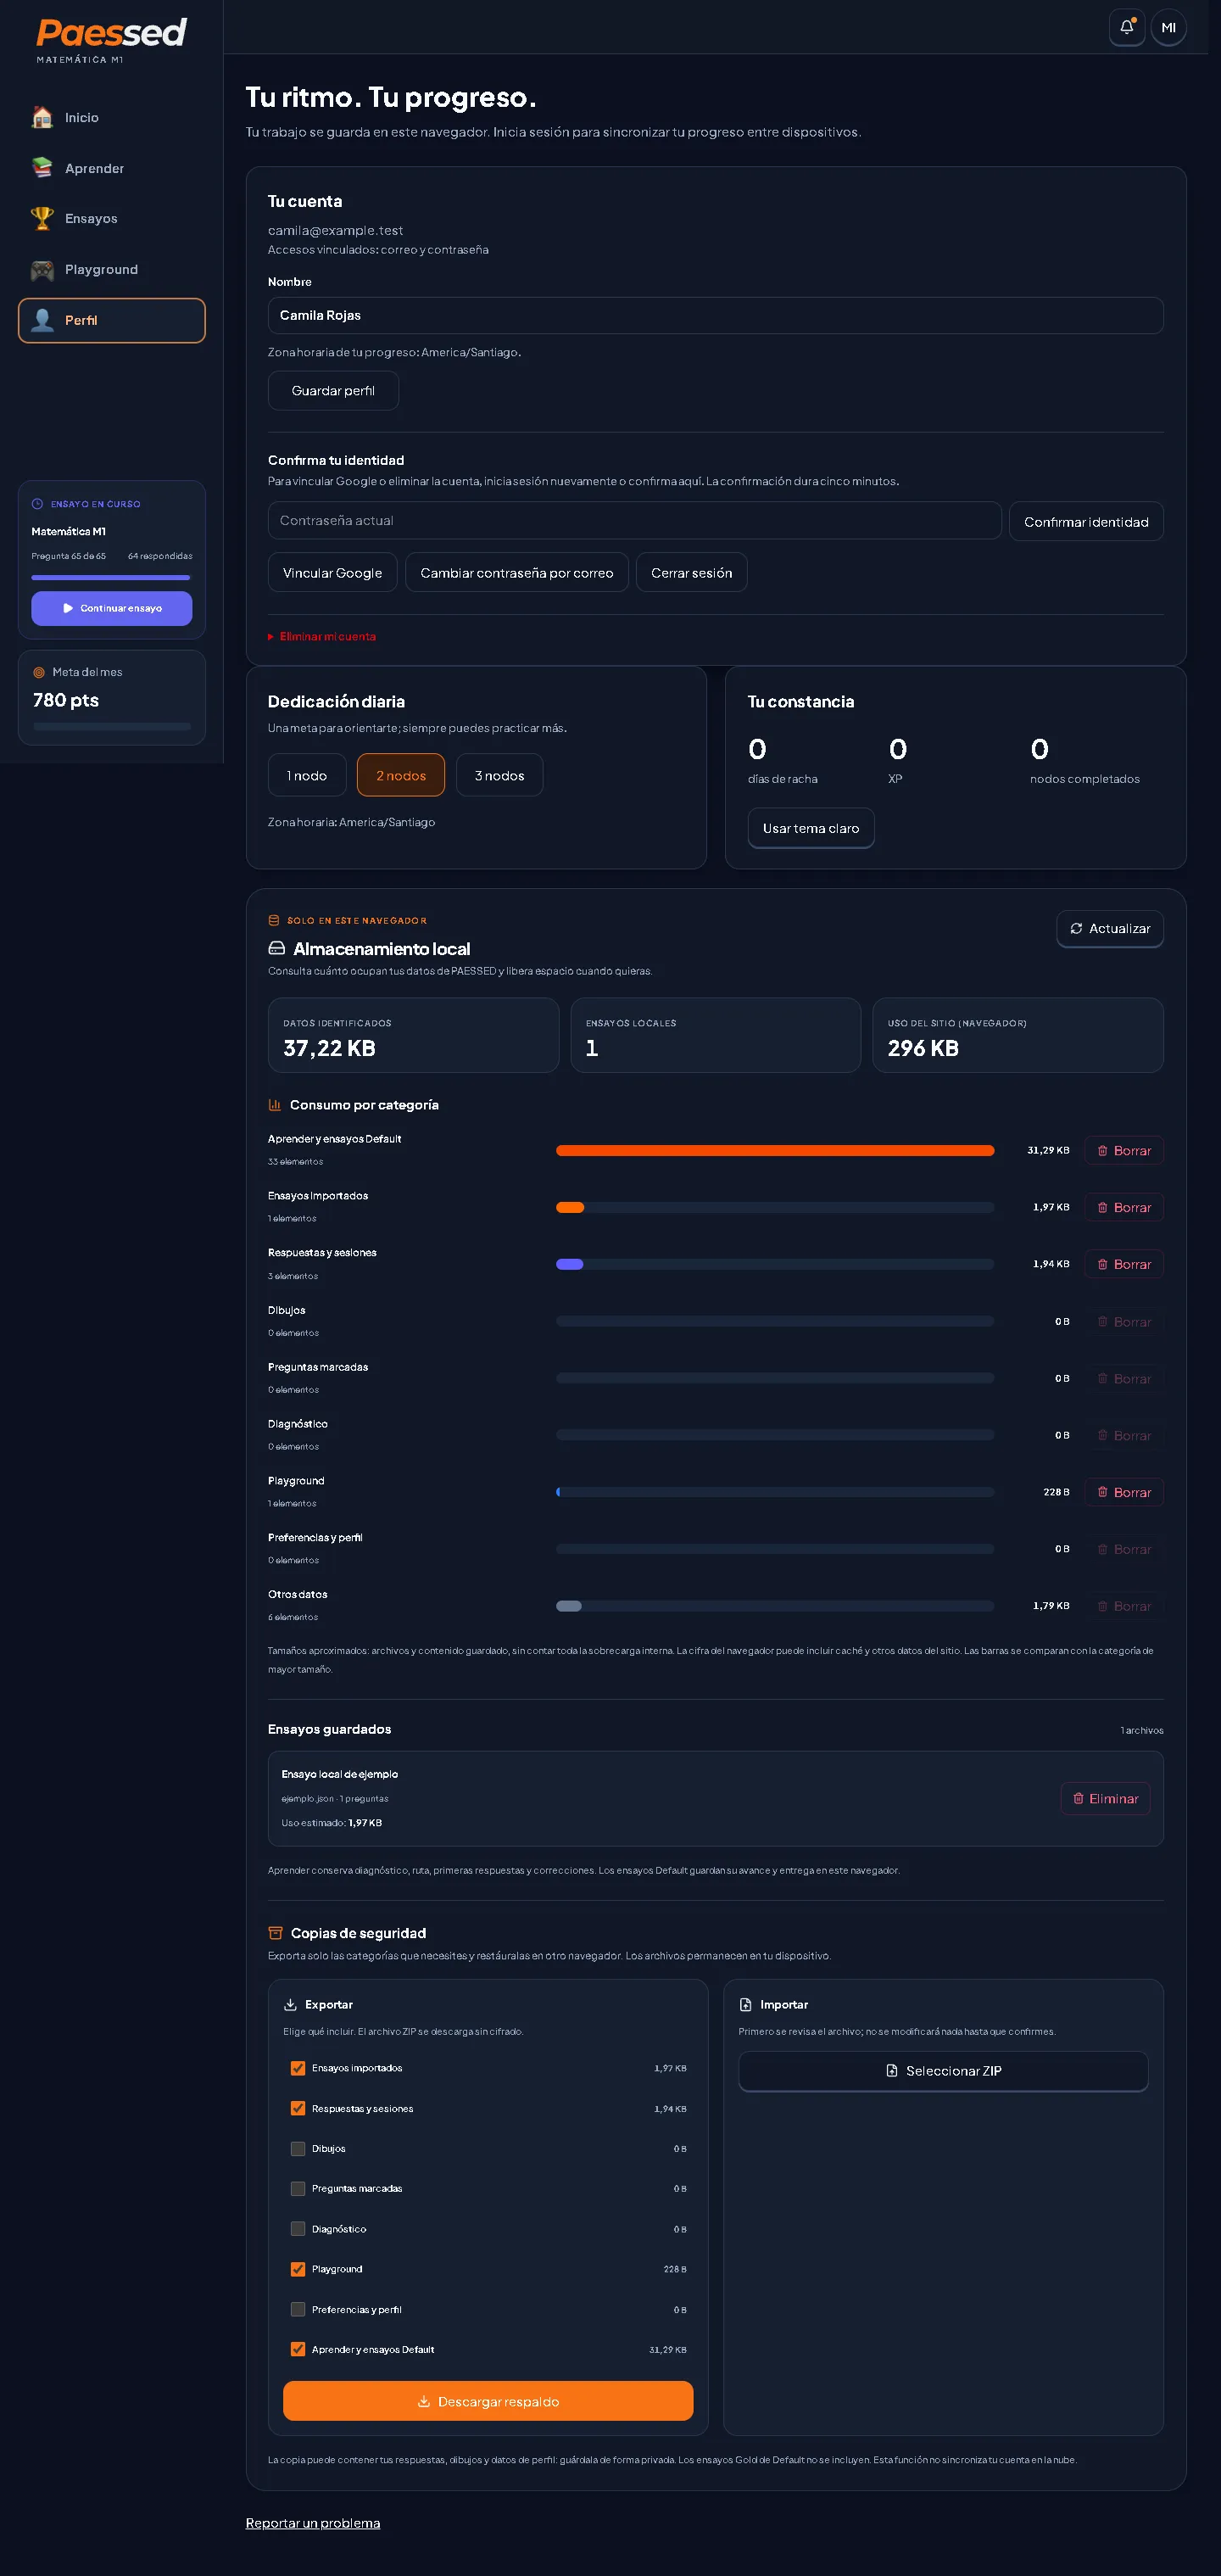 Paessed
MATEMÁTICA M1
MI
Inicio
Aprender
Ensayos
Playground
Perfil
ENSAYO EN CURSO
Matemática M1
Pregunta 65 de 65 64 respondidas
Continuar ensayo
Meta del mes
780 pts
Tu ritmo. Tu progreso.
Tu trabajo se guarda en este navegador. Inicia sesión para sincronizar tu progreso entre dispositivos.
Tu cuenta
camila@example.test
Accesos vinculados: correo y contraseña
Nombre
Camila Rojas
Zona horaria de tu progreso: America/Santiago.
Guardar perfil
Confirma tu identidad
Para vincular Google o eliminar la cuenta, inicia sesión nuevamente o confirma aquí. La confirmación dura cinco minutos.
Contraseña actual Confirmar identidad
Vincular Google Cambiar contraseña por correo Cerrar sesión
Eliminar mi cuenta
Dedicación diaria
Una meta para orientarte; siempre puedes practicar más.
1 nodo 2 nodos 3 nodos
Zona horaria: America/Santiago
Tu constancia
0 0 0
días de racha XP nodos completados
Usar tema claro
SOLO EN ESTE NAVEGADOR
Almacenamiento local
Actualizar
Consulta cuánto ocupan tus datos de PAESSED y libera espacio cuando quieras.
DATOS IDENTIFICADOS
37,22 KB
ENSAYOS LOCALES
1
USO DEL SITIO (NAVEGADOR)
296 KB
Consumo por categoría
Aprender y ensayos Default
33 elementos
31,29 KB Borrar
Ensayos importados
1 elementos
1,97 KB Borrar
Respuestas y sesiones
3 elementos
1,94 KB Borrar
Dibujos
0 elementos
0 B Borrar
Preguntas marcadas
0 elementos
0 B Borrar
Diagnóstico
0 elementos
0 B Borrar
Playground
1 elementos
228 B Borrar
Preferencias y perfil
0 elementos
0 B Borrar
Otros datos
6 elementos
1,79 KB Borrar
Tamaños aproximados: archivos y contenido guardado, sin contar toda la sobrecarga interna. La cifra del navegador puede incluir caché y otros datos del sitio. Las barras se comparan con la categoría de
mayor tamaño.
Ensayos guardados 1 archivos
Ensayo local de ejemplo
ejemplo.json · 1 preguntas
Uso estimado: 1,97 KB
Eliminar
Aprender conserva diagnóstico, ruta, primeras respuestas y correcciones. Los ensayos Default guardan su avance y entrega en este navegador.
Copias de seguridad
Exporta solo las categorías que necesites y restáuralas en otro navegador. Los archivos permanecen en tu dispositivo.
Exportar
Elige qué incluir. El archivo ZIP se descarga sin cifrado.
Ensayos importados 1,97 KB
Respuestas y sesiones 1,94 KB
Dibujos 0 B
Preguntas marcadas 0 B
Diagnóstico 0 B
Playground 228 B
Preferencias y perfil 0 B
Aprender y ensayos Default 31,29 KB
Descargar respaldo
Importar
Primero se revisa el archivo; no se modificará nada hasta que confirmes.
Seleccionar ZIP
La copia puede contener tus respuestas, dibujos y datos de perfil: guárdala de forma privada. Los ensayos Gold de Default no se incluyen. Esta función no sincroniza tu cuenta en la nube.
Reportar un problema